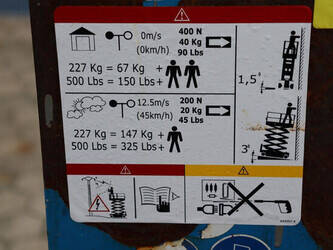 0m/s
(0km/h)
400 N
40 Kg
90 Lbs
227 Kg = 67 Kg +
500 Lbs = 150 Lbs +
1,5°
12.5m/s
(45km/h)
200 N
20 Kg
45 Lbs
227 Kg = 147 Kg +
500 Lbs = 325 Lbs +
3°